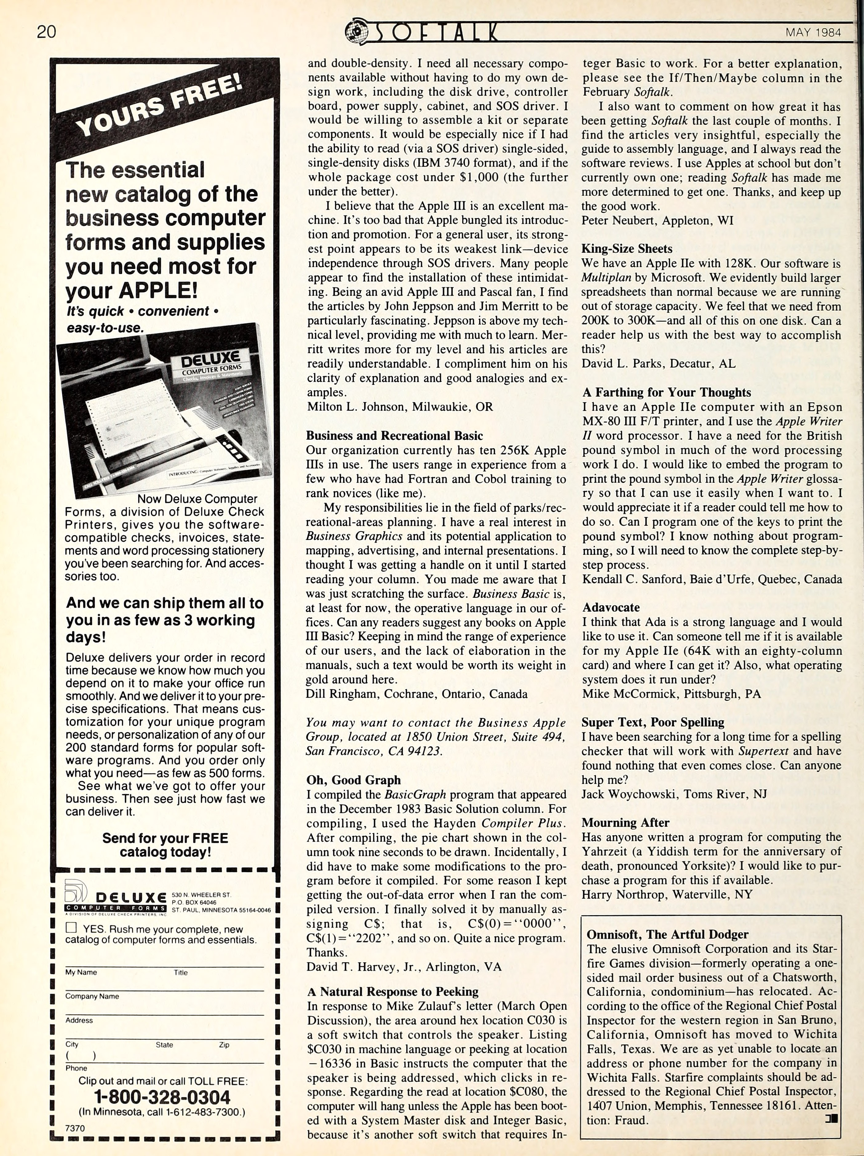 20
SOFTALK
MAY 1984
YOURS FREE!
The essential
new catalog of the
business computer
forms and supplies
you need most for
your APPLE!
It's quick • convenient •
easy-to-use.
DELUXE
COMPUTER FORMS
Now Deluxe Computer
Forms, a division of Deluxe Check
Printers, gives you the software-
compatible checks, invoices, state-
ments and word processing stationery
you've been searching for. And acces-
sories too.
And we can ship them all to
you in as few as 3 working
days!
Deluxe delivers your order in record
time because we know how much you
depend on it to make your office run
smoothly. And we deliver it to your pre-
cise specifications. That means cus-
tomization for your unique program
needs, or personalization of any of our
200 standard forms for popular soft-
ware programs. And you order only
what you need—as few as 500 forms.
See what we've got to offer your
business. Then see just how fast we
can deliver it.
Send for your FREE
catalog today!
DELUXE
COMPUTER FORMS
A DIVISION OF DELUXE CHECK PRINTERS, INC.
530 N. WHEELER ST.
P.O. BOX 64046
ST. PAUL, MINNESOTA 55164-0046
YES. Rush me your complete, new
catalog of computer forms and essentials.
My Name Title
Company Name
Address
City State Zip
( )
Phone
Clip out and mail or call TOLL FREE:
1-800-328-0304
(In Minnesota, call 1-612-483-7300.)
7370
and double-density. I need all necessary compo-
nents available without having to do my own de-
sign work, including the disk drive, controller
board, power supply, cabinet, and SOS driver. I
would be willing to assemble a kit or separate
components. It would be especially nice if I had
the ability to read (via a SOS driver) single-sided,
single-density disks (IBM 3740 format), and if the
whole package cost under $1,000 (the further
under the better).
I believe that the Apple III is an excellent ma-
chine. It's too bad that Apple bungled its introduc-
tion and promotion. For a general user, its strong-
est point appears to be its weakest link—device
independence through SOS drivers. Many people
appear to find the installation of these intimidat-
ing. Being an avid Apple III and Pascal fan, I find
the articles by John Jeppson and Jim Merritt to be
particularly fascinating. Jeppson is above my tech-
nical level, providing me with much to learn. Mer-
ritt writes more for my level and his articles are
readily understandable. I compliment him on his
clarity of explanation and good analogies and ex-
amples.
Milton L. Johnson, Milwaukie, OR
Business and Recreational Basic
Our organization currently has ten 256K Apple
IIIs in use. The users range in experience from a
few who have had Fortran and Cobol training to
rank novices (like me).
My responsibilities lie in the field of parks/rec-
reational-areas planning. I have a real interest in
Business Graphics and its potential application to
mapping, advertising, and internal presentations. I
thought I was getting a handle on it until I started
reading your column. You made me aware that I
was just scratching the surface. Business Basic is,
at least for now, the operative language in our of-
fices. Can any readers suggest any books on Apple
III Basic? Keeping in mind the range of experience
of our users, and the lack of elaboration in the
manuals, such a text would be worth its weight in
gold around here.
Dill Ringham, Cochrane, Ontario, Canada
You may want to contact the Business Apple
Group, located at 1850 Union Street, Suite 494,
San Francisco, CA 94123.
Oh, Good Graph
I compiled the BasicGraph program that appeared
in the December 1983 Basic Solution column. For
compiling, I used the Hayden Compiler Plus.
After compiling, the pie chart shown in the col-
umn took nine seconds to be drawn. Incidentally, I
did have to make some modifications to the pro-
gram before it compiled. For some reason I kept
getting the out-of-data error when I ran the com-
piled version. I finally solved it by manually as-
signing C$; that is, C$(0)=“0000”,
C$(1)=“2202”, and so on. Quite a nice program.
Thanks.
David T. Harvey, Jr., Arlington, VA
A Natural Response to Peeking
In response to Mike Zulauf's letter (March Open
Discussion), the area around hex location C030 is
a soft switch that controls the speaker. Listing
$C030 in machine language or peeking at location
−16336 in Basic instructs the computer that the
speaker is being addressed, which clicks in re-
sponse. Regarding the read at location $C080, the
computer will hang unless the Apple has been boot-
ed with a System Master disk and Integer Basic,
because it's another soft switch that requires In-
teger Basic to work. For a better explanation,
please see the If/Then/Maybe column in the
February Softalk.
I also want to comment on how great it has
been getting Softalk the last couple of months. I
find the articles very insightful, especially the
guide to assembly language, and I always read the
software reviews. I use Apples at school but don't
currently own one; reading Softalk has made me
more determined to get one. Thanks, and keep up
the good work.
Peter Neubert, Appleton, WI
King-Size Sheets
We have an Apple IIe with 128K. Our software is
Multiplan by Microsoft. We evidently build larger
spreadsheets than normal because we are running
out of storage capacity. We feel that we need from
200K to 300K—and all of this on one disk. Can a
reader help us with the best way to accomplish
this?
David L. Parks, Decatur, AL
A Farthing for Your Thoughts
I have an Apple IIe computer with an Epson
MX-80 III F/T printer, and I use the Apple Writer
II word processor. I have a need for the British
pound symbol in much of the word processing
work I do. I would like to embed the program to
print the pound symbol in the Apple Writer glossa-
ry so that I can use it easily when I want to. I
would appreciate it if a reader could tell me how to
do so. Can I program one of the keys to print the
pound symbol? I know nothing about program-
ming, so I will need to know the complete step-by-
step process.
Kendall C. Sanford, Baie d'Urfe, Quebec, Canada
Adavocate
I think that Ada is a strong language and I would
like to use it. Can someone tell me if it is available
for my Apple IIe (64K with an eighty-column
card) and where I can get it? Also, what operating
system does it run under?
Mike McCormick, Pittsburgh, PA
Super Text, Poor Spelling
I have been searching for a long time for a spelling
checker that will work with Supertext and have
found nothing that even comes close. Can anyone
help me?
Jack Woychowski, Toms River, NJ
Mourning After
Has anyone written a program for computing the
Yahrzeit (a Yiddish term for the anniversary of
death, pronounced Yorksite)? I would like to pur-
chase a program for this if available.
Harry Northrop, Waterville, NY
Omnisoft, The Artful Dodger
The elusive Omnisoft Corporation and its Star-
fire Games division—formerly operating a one-
sided mail order business out of a Chatsworth,
California, condominium—has relocated. Ac-
cording to the office of the Regional Chief Postal
Inspector for the western region in San Bruno,
California, Omnisoft has moved to Wichita
Falls, Texas. We are as yet unable to locate an
address or phone number for the company in
Wichita Falls. Starfire complaints should be ad-
dressed to the Regional Chief Postal Inspector,
1407 Union, Memphis, Tennessee 18161. Atten-
tion: Fraud.